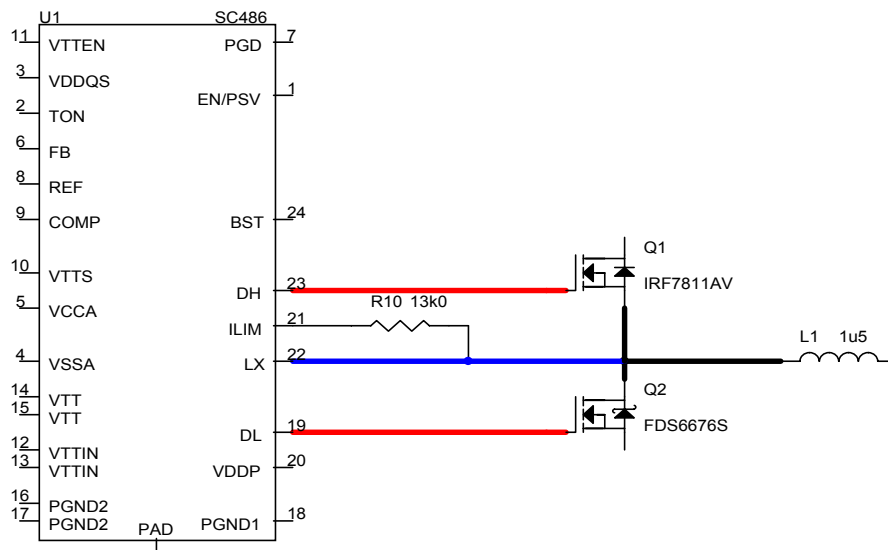 U1 SC486
11 VTTEN PGD 7
3 VDDQS
EN/PSV 1
2 TON
6 FB
8 REF
9 COMP BST 24
10 VTTS
DH 23
5 VCCA
ILIM 21
4 VSSA LX 22
14 VTT
15 VTT
DL 19
12 VTTIN
13 VTTIN VDDP 20
16 PGND2
17 PGND2 PGND1 18
PAD
R10 13k0
Q1
IRF7811AV
L1 1u5
Q2
FDS6676S